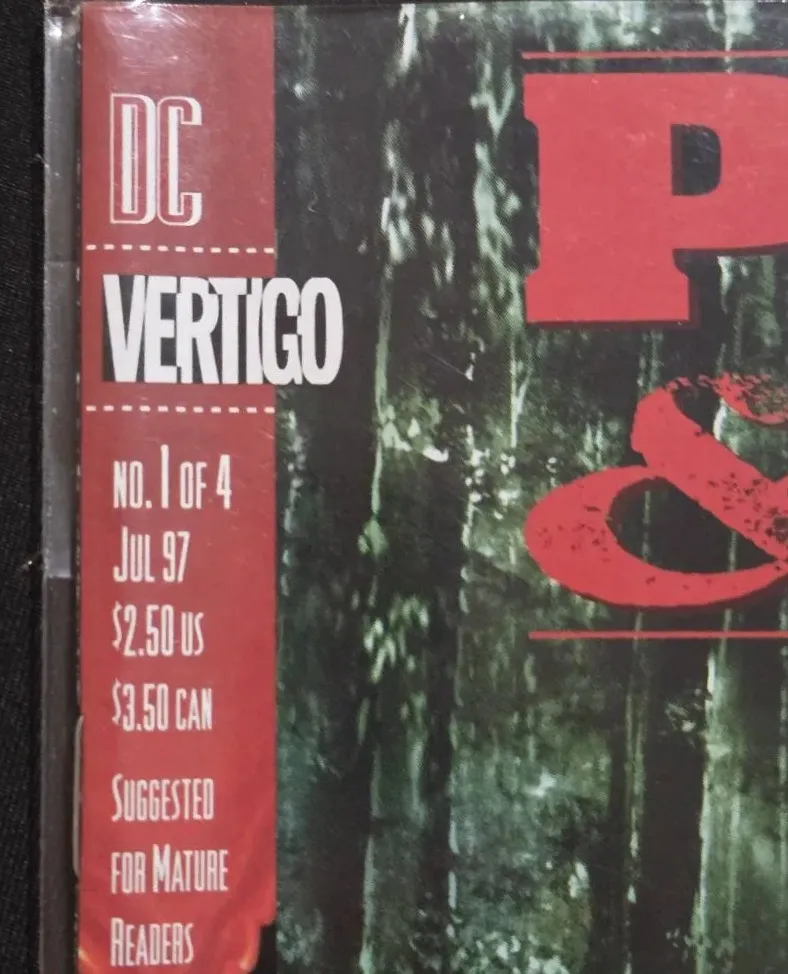 DC
VERTIGO
NO. 1 OF 4
JUL 97
$2.50 US
$3.50 CAN
SUGGESTED
FOR MATURE
READERS
P
&